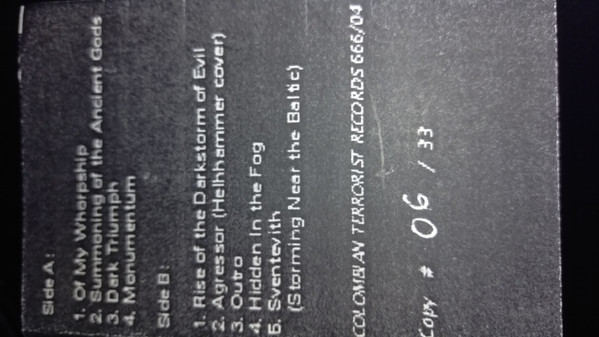 Side A:
1. Of My Whorpship
2. Summoning of the Ancient Gods
3. Dark Triumph
4. Monumentum
Side B:
1. Rise of the Darkstorm of Evil
2. Agressor (Helhhammer cover)
3. Outro
4. Hidden In the Fog
5. Sventevith
(Storming Near the Baltic)
COLOMBIAN TERRORIST RECORDS 666/04
Copy # 06 / 33